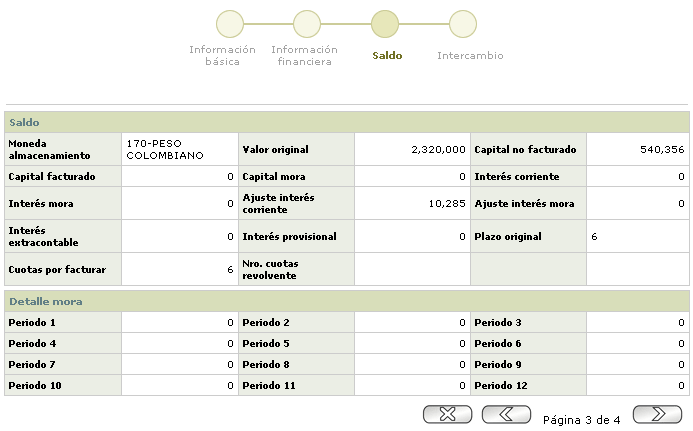 Información básica
Información financiera
Saldo
Intercambio
Saldo
Moneda almacenamiento 170-PESO COLOMBIANO Valor original 2,320,000 Capital no facturado 540,356
Capital facturado 0 Capital mora 0 Interés corriente 0
Interés mora 0 Ajuste interés corriente 10,285 Ajuste interés mora 0
Interés extracontable 0 Interés provisional 0 Plazo original 6
Cuotas por facturar 6 Nro. cuotas revolvente
Detalle mora
Periodo 1 0 Periodo 2 0 Periodo 3 0
Periodo 4 0 Periodo 5 0 Periodo 6 0
Periodo 7 0 Periodo 8 0 Periodo 9 0
Periodo 10 0 Periodo 11 0 Periodo 12 0
Página 3 de 4